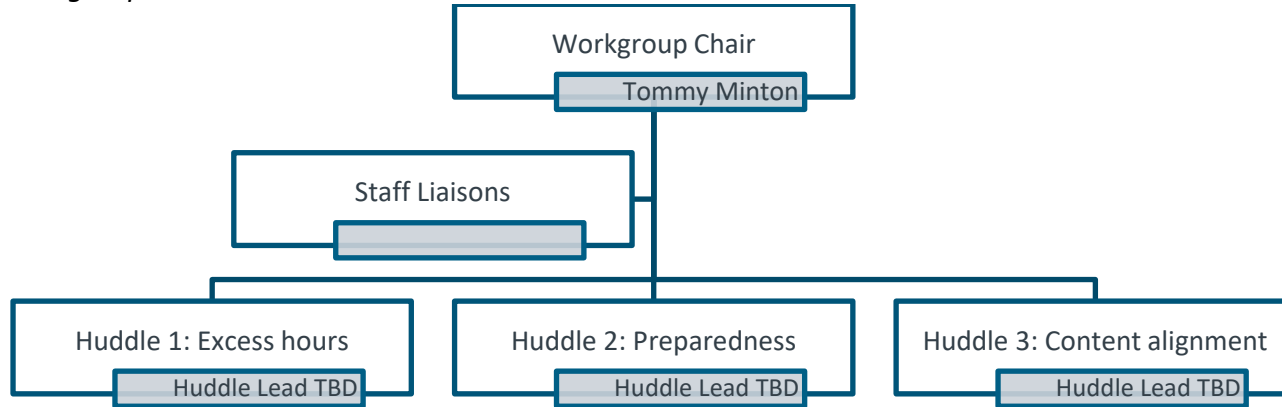 Workgroup Chair
Tommy Minton
Staff Liaisons
Huddle 1: Excess hours
Huddle Lead TBD
Huddle 2: Preparedness
Huddle Lead TBD
Huddle 3: Content alignment
Huddle Lead TBD